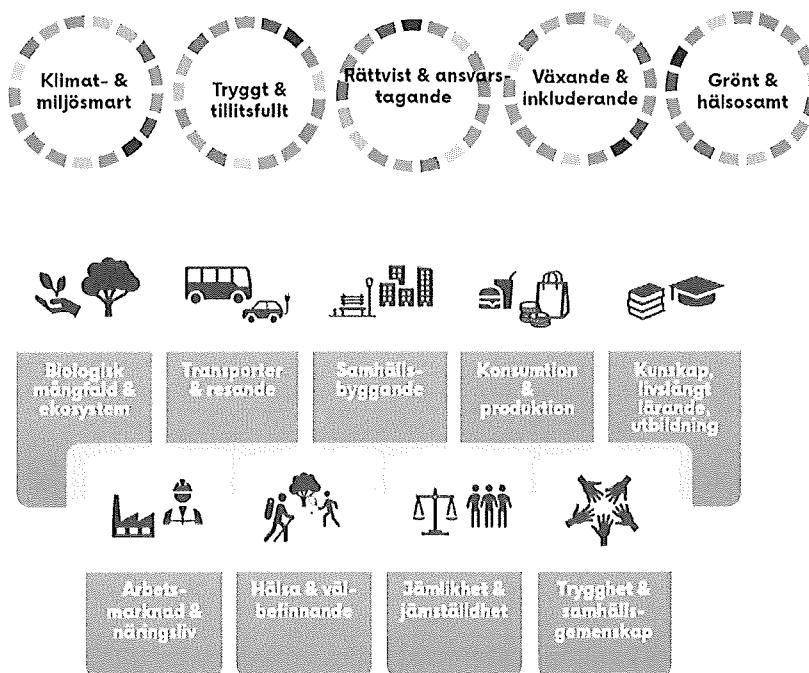 Klimat- &
miljösmart
Tryggt &
tillitsfullt
Rättvist & ansvars-
tagande
Växande &
inkluderande
Grönt &
hälsosamt
Biologisk
mångfald &
ekosystem
Transporter
& resande
Samhälls-
byggande
Konsumtion
&
produktion
Kunskap,
livslångt
lärande,
utbildning
Arbets-
marknad &
näringsliv
Hälsa & väl-
befinnande
Jämlikhet &
jämställdhet
Trygghet &
samhälls-
gemenskap